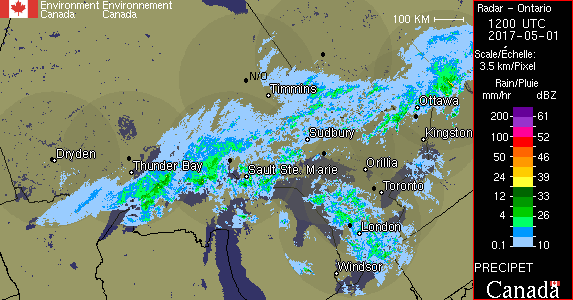 Environment Environnement
Canada Canada
100 KM
N/O
Timmins
Ottawa
Sudbury
Kingston
Dryden
Thunder Bay
Sault Ste. Marie
Orillia
Toronto
London
Windsor
Radar - Ontario
1200 UTC
2017-05-01
Scale/Échelle:
3.5 km/Pixel
Rain/Pluie
mm/hr dBZ
200 61
100 52
50 46
24 39
12 33
4 26
0.1 10
PRECIPET
Canada